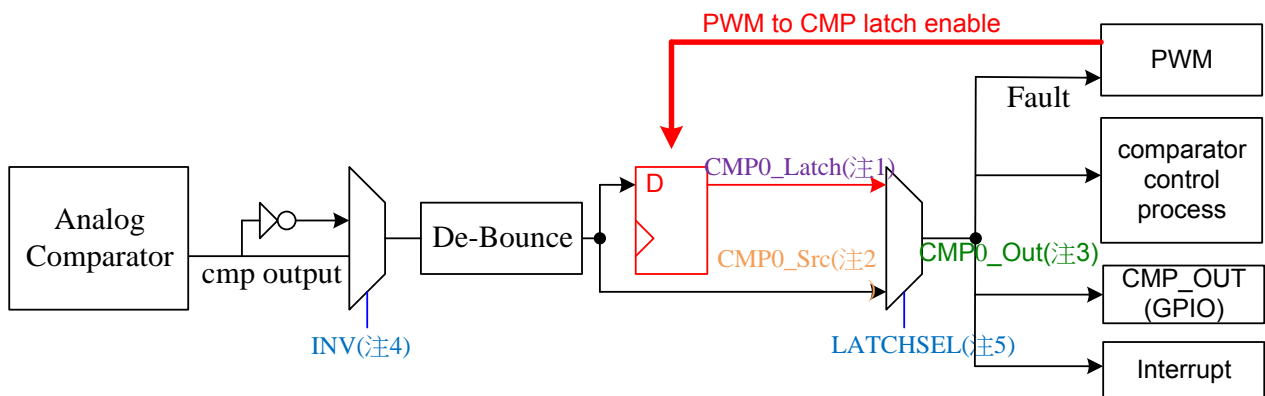 PWM to CMP latch enable
PWM
Fault
Analog
Comparator
cmp output
De-Bounce
D
CMP0_Latch(注1)
CMP0_Src(注2
)
CMP0_Out(注3)
comparator
control
process
CMP_OUT
(GPIO)
INV(注4)
LATCHSEL(注5)
Interrupt